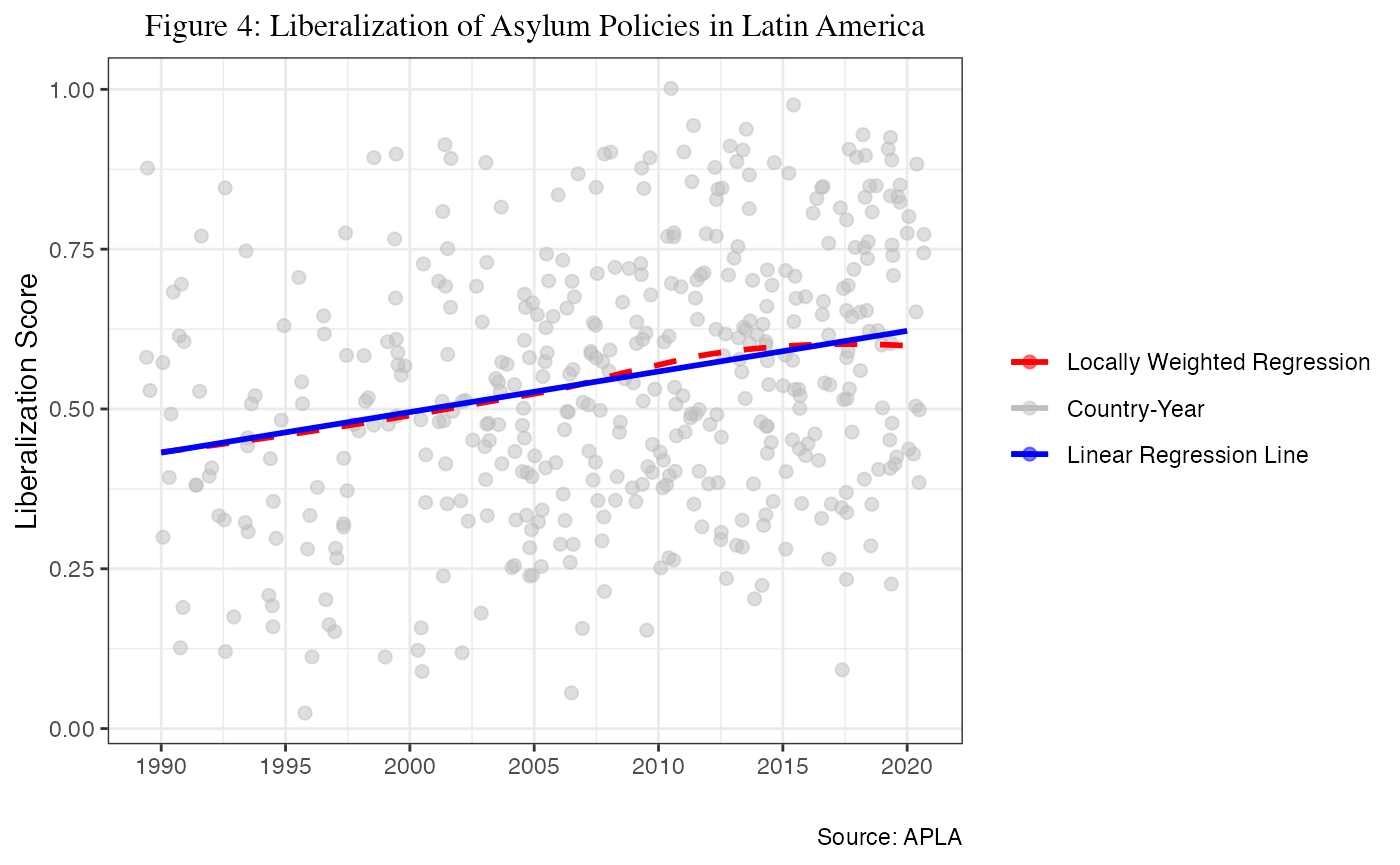 Figure 4: Liberalization of Asylum Policies in Latin America
1.00
0.75
0.50
0.25
0.00
Liberalization Score
1990 1995 2000 2005 2010 2015 2020
Locally Weighted Regression
Country-Year
Linear Regression Line
Source: APLA